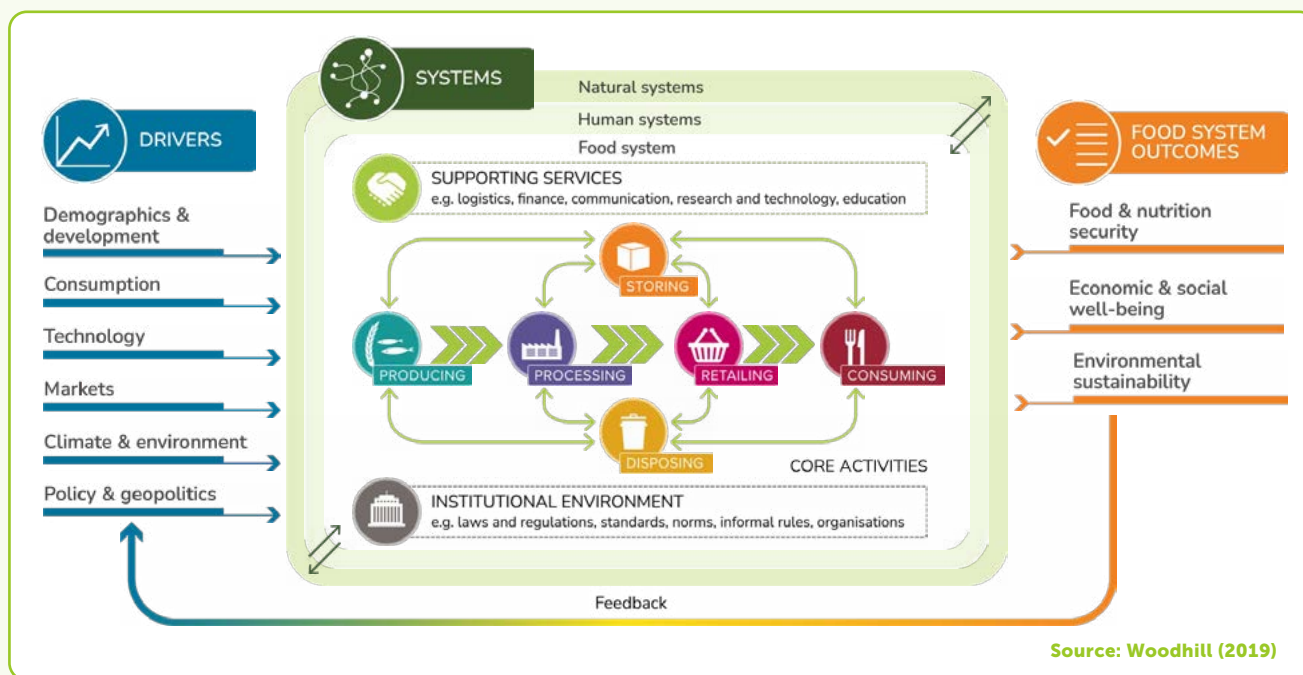 SYSTEMS
Natural systems
Human systems
Food system
DRIVERS
Demographics &
development
Consumption
Technology
Markets
Climate & environment
Policy & geopolitics
SUPPORTING SERVICES
e.g. logistics, finance, communication, research and technology, education
STORING
PRODUCING
PROCESSING
RETAILING
CONSUMING
DISPOSING
CORE ACTIVITIES
INSTITUTIONAL ENVIRONMENT
e.g. laws and regulations, standards, norms, informal rules, organisations
FOOD SYSTEM
OUTCOMES
Food & nutrition
security
Economic & social
well-being
Environmental
sustainability
Feedback
Source: Woodhill (2019)